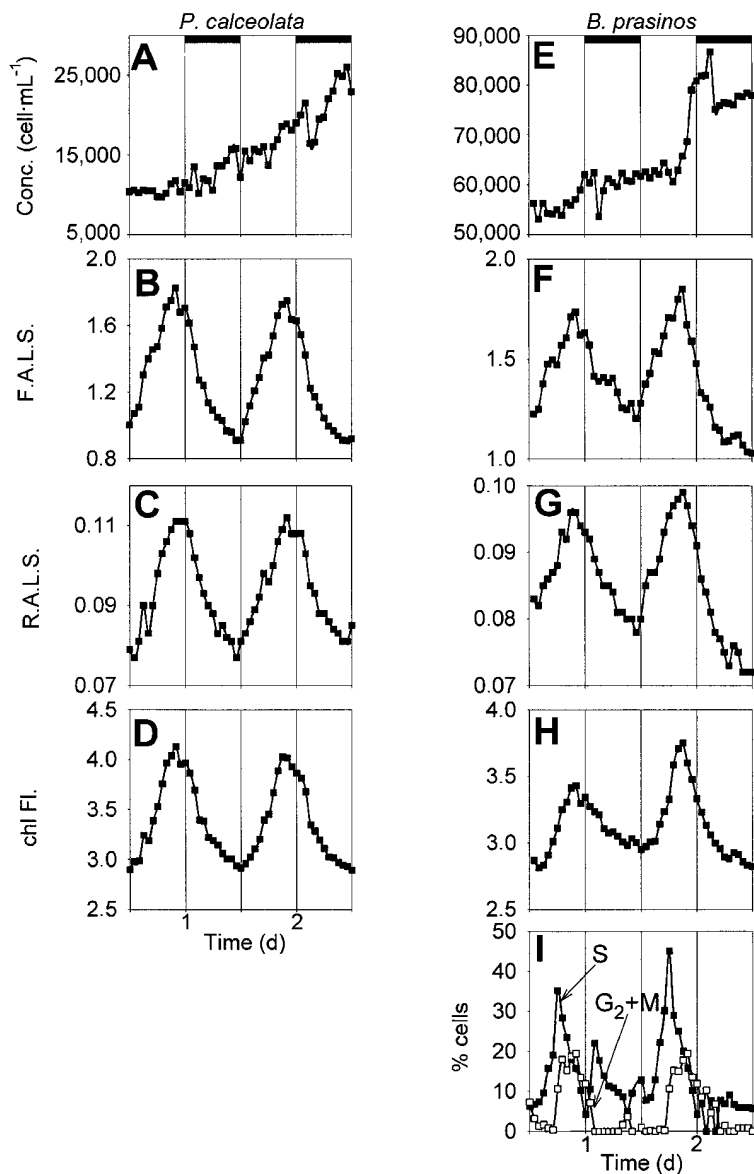 P. calceolata
B. prasinos
A
Conc. (cell·mL⁻¹)
25,000
15,000
5,000
E
90,000
80,000
70,000
60,000
50,000
B
F.A.L.S.
2.0
1.6
1.2
0.8
F
2.0
1.5
1.0
C
R.A.L.S.
0.11
0.09
0.07
G
0.10
0.09
0.08
0.07
D
chl Fl.
4.5
4.0
3.5
3.0
2.5
1
2
Time (d)
H
4.0
3.5
3.0
2.5
I
S
G₂+M
% cells
50
40
30
20
10
0
1
2
Time (d)